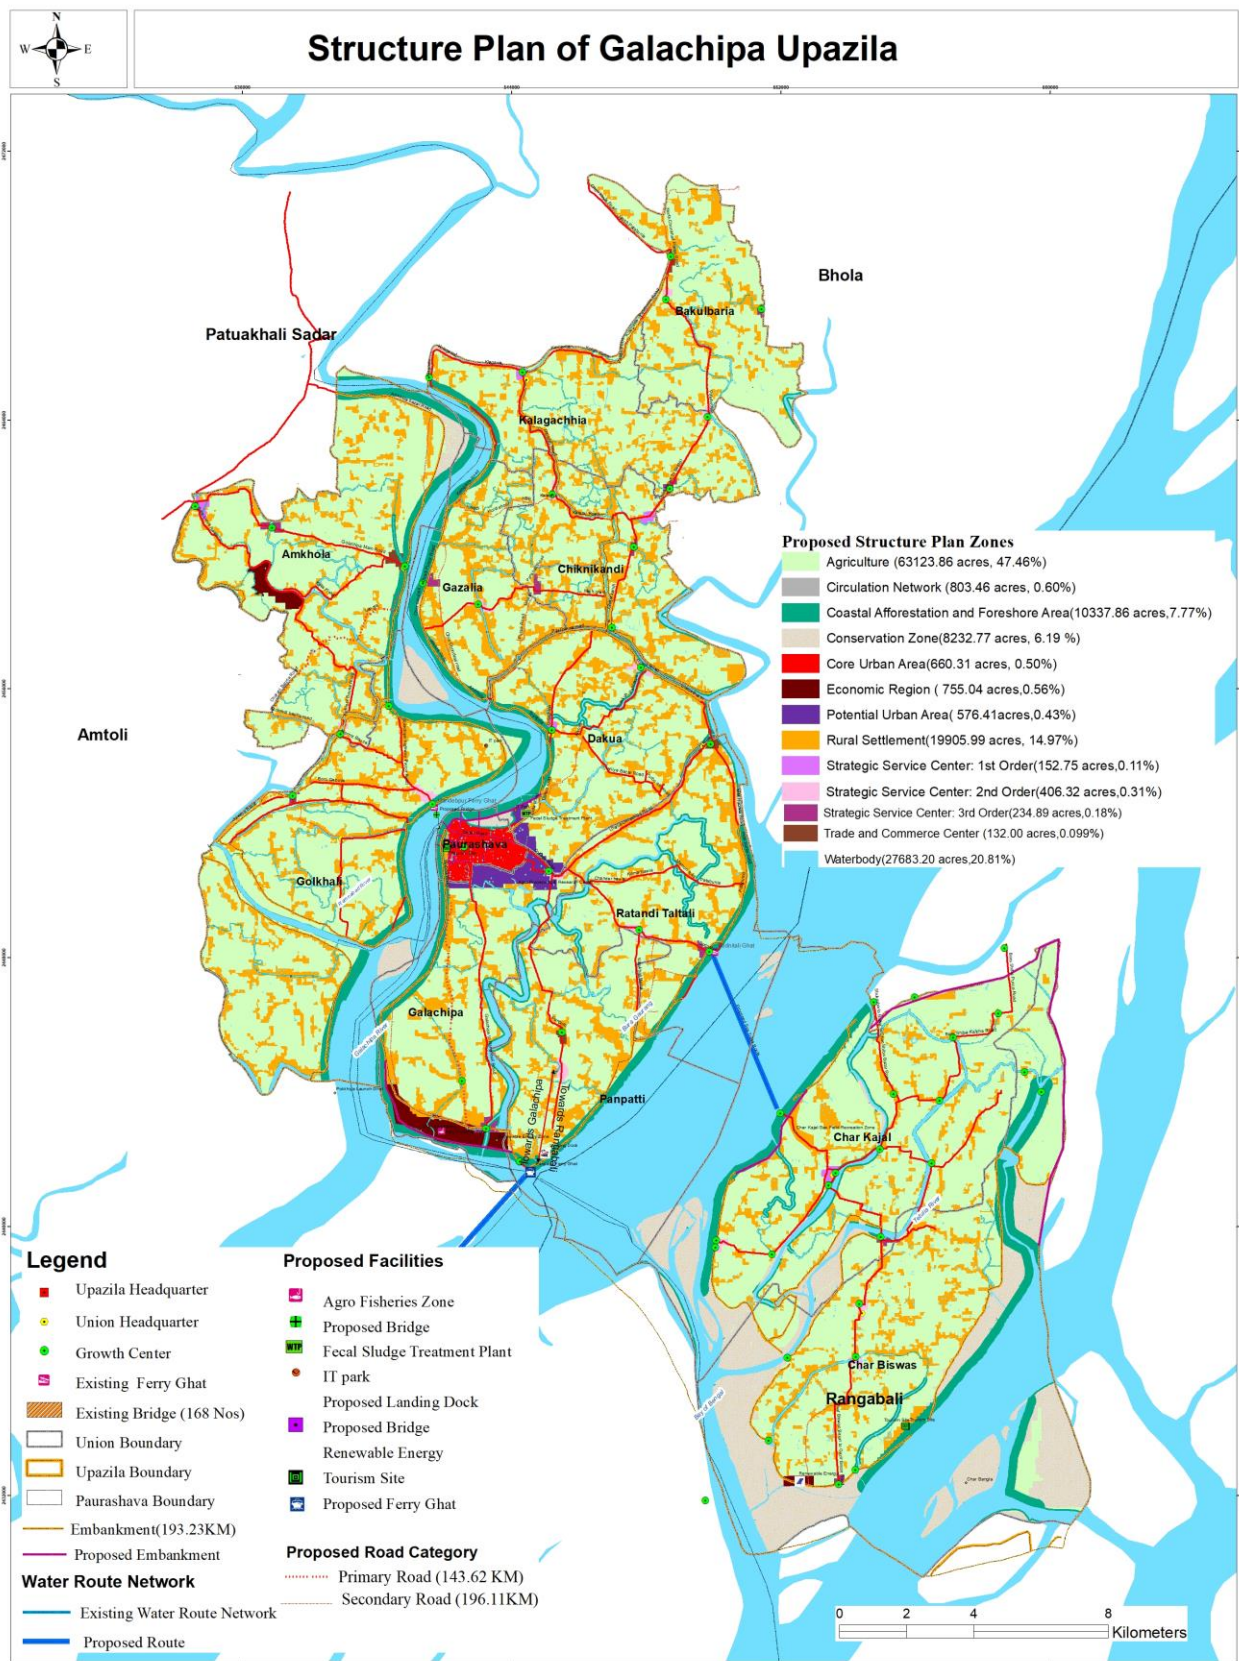 N
W
E
S
Structure Plan of Galachipa Upazila
Bhola
Bakulbaria
Patuakhali Sadar
Kalagachhia
Amkhola
Chiknikandi
Gazalia
Amtoli
Dakua
Paurashava
Golkhali
Ratandi Taltali
Galachipa
Galachipa River
Panpatti
Towards Galachipa
Towards Rangabali
Char Kajal
Char Biswas
Rangabali
Bay of Bengal
Char Bangla
Proposed Structure Plan Zones
Agriculture (63123.86 acres, 47.46%)
Circulation Network (803.46 acres, 0.60%)
Coastal Afforestation and Foreshore Area(10337.86 acres,7.77%)
Conservation Zone(8232.77 acres, 6.19 %)
Core Urban Area(660.31 acres, 0.50%)
Economic Region ( 755.04 acres,0.56%)
Potential Urban Area( 576.41acres,0.43%)
Rural Settlement(19905.99 acres, 14.97%)
Strategic Service Center: 1st Order(152.75 acres,0.11%)
Strategic Service Center: 2nd Order(406.32 acres,0.31%)
Strategic Service Center: 3rd Order(234.89 acres,0.18%)
Trade and Commerce Center (132.00 acres,0.099%)
Waterbody(27683.20 acres,20.81%)
Legend
Upazila Headquarter
Union Headquarter
Growth Center
Existing Ferry Ghat
Existing Bridge (168 Nos)
Union Boundary
Upazila Boundary
Paurashava Boundary
Embankment(193.23KM)
Proposed Embankment
Water Route Network
Existing Water Route Network
Proposed Route
Proposed Facilities
Agro Fisheries Zone
Proposed Bridge
WTP
Fecal Sludge Treatment Plant
IT park
Proposed Landing Dock
Proposed Bridge
Renewable Energy
Tourism Site
Proposed Ferry Ghat
Proposed Road Category
Primary Road (143.62 KM)
Secondary Road (196.11KM)
0 2 4 8
Kilometers